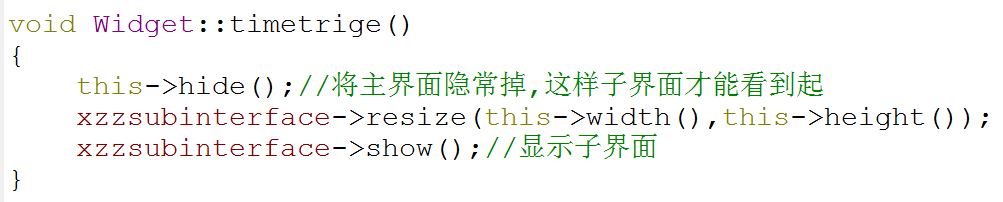 void Widget::timetrige()
{
    this->hide();//将主界面隐常掉,这样子界面才能看到起
    xzzsubinterface->resize(this->width(),this->height());
    xzzsubinterface->show();//显示子界面
}